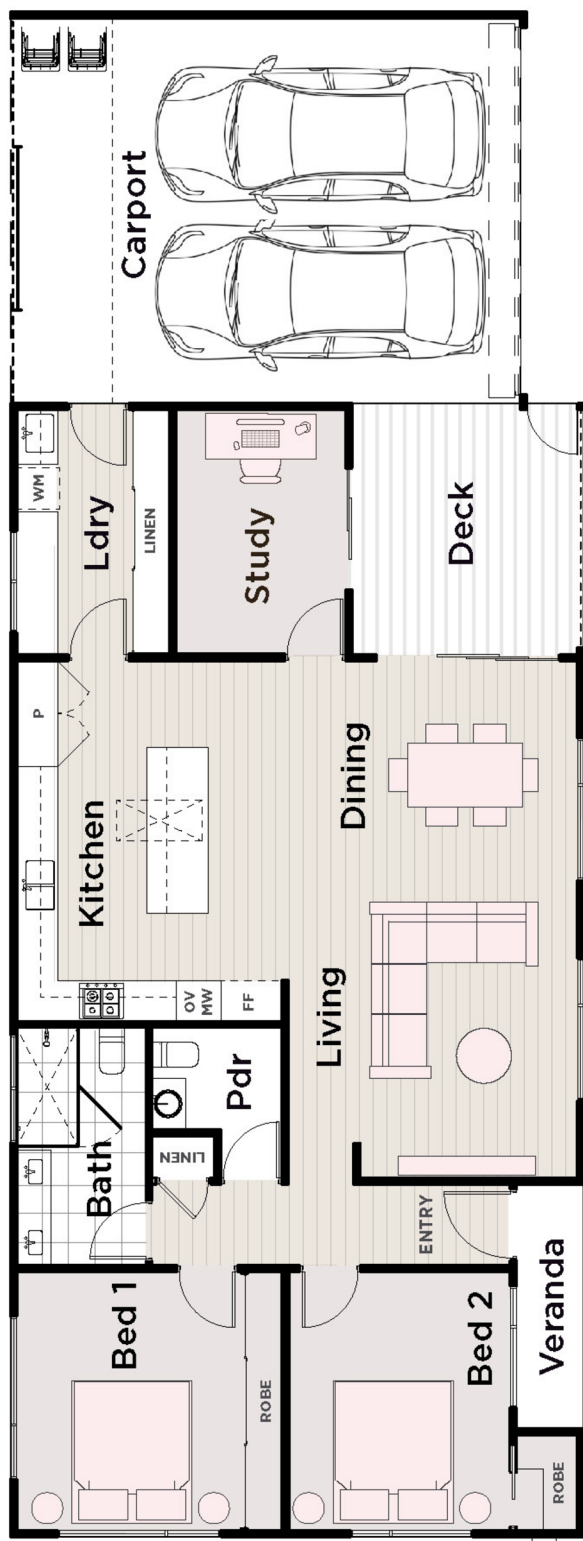 Carport
WM
Ldry
LINEN
Study
Deck
P
Kitchen
Dining
OV
MW
FF
Living
Pdr
Bath
LINEN
ENTRY
Bed 1
ROBE
Bed 2
Veranda
ROBE